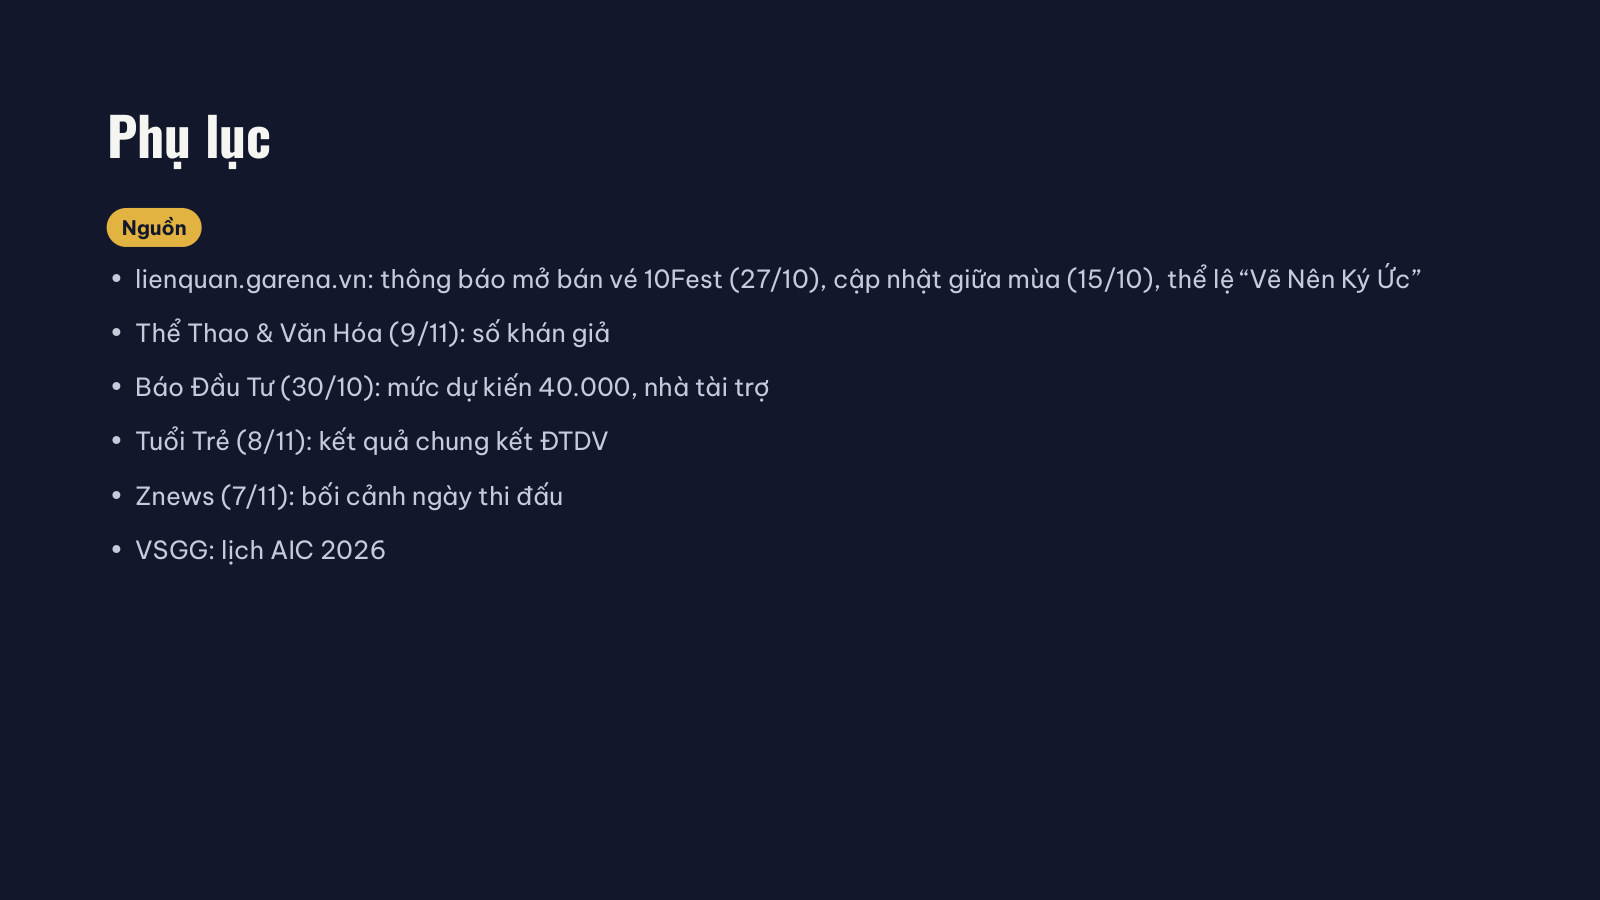 Phụ lục
Nguồn
• lienquan.garena.vn: thông báo mở bán vé 10Fest (27/10), cập nhật giữa mùa (15/10), thể lệ “Vẽ Nên Ký Ức”
• Thể Thao & Văn Hóa (9/11): số khán giả
• Báo Đầu Tư (30/10): mức dự kiến 40.000, nhà tài trợ
• Tuổi Trẻ (8/11): kết quả chung kết ĐTDV
• Znews (7/11): bối cảnh ngày thi đấu
• VSGG: lịch AIC 2026